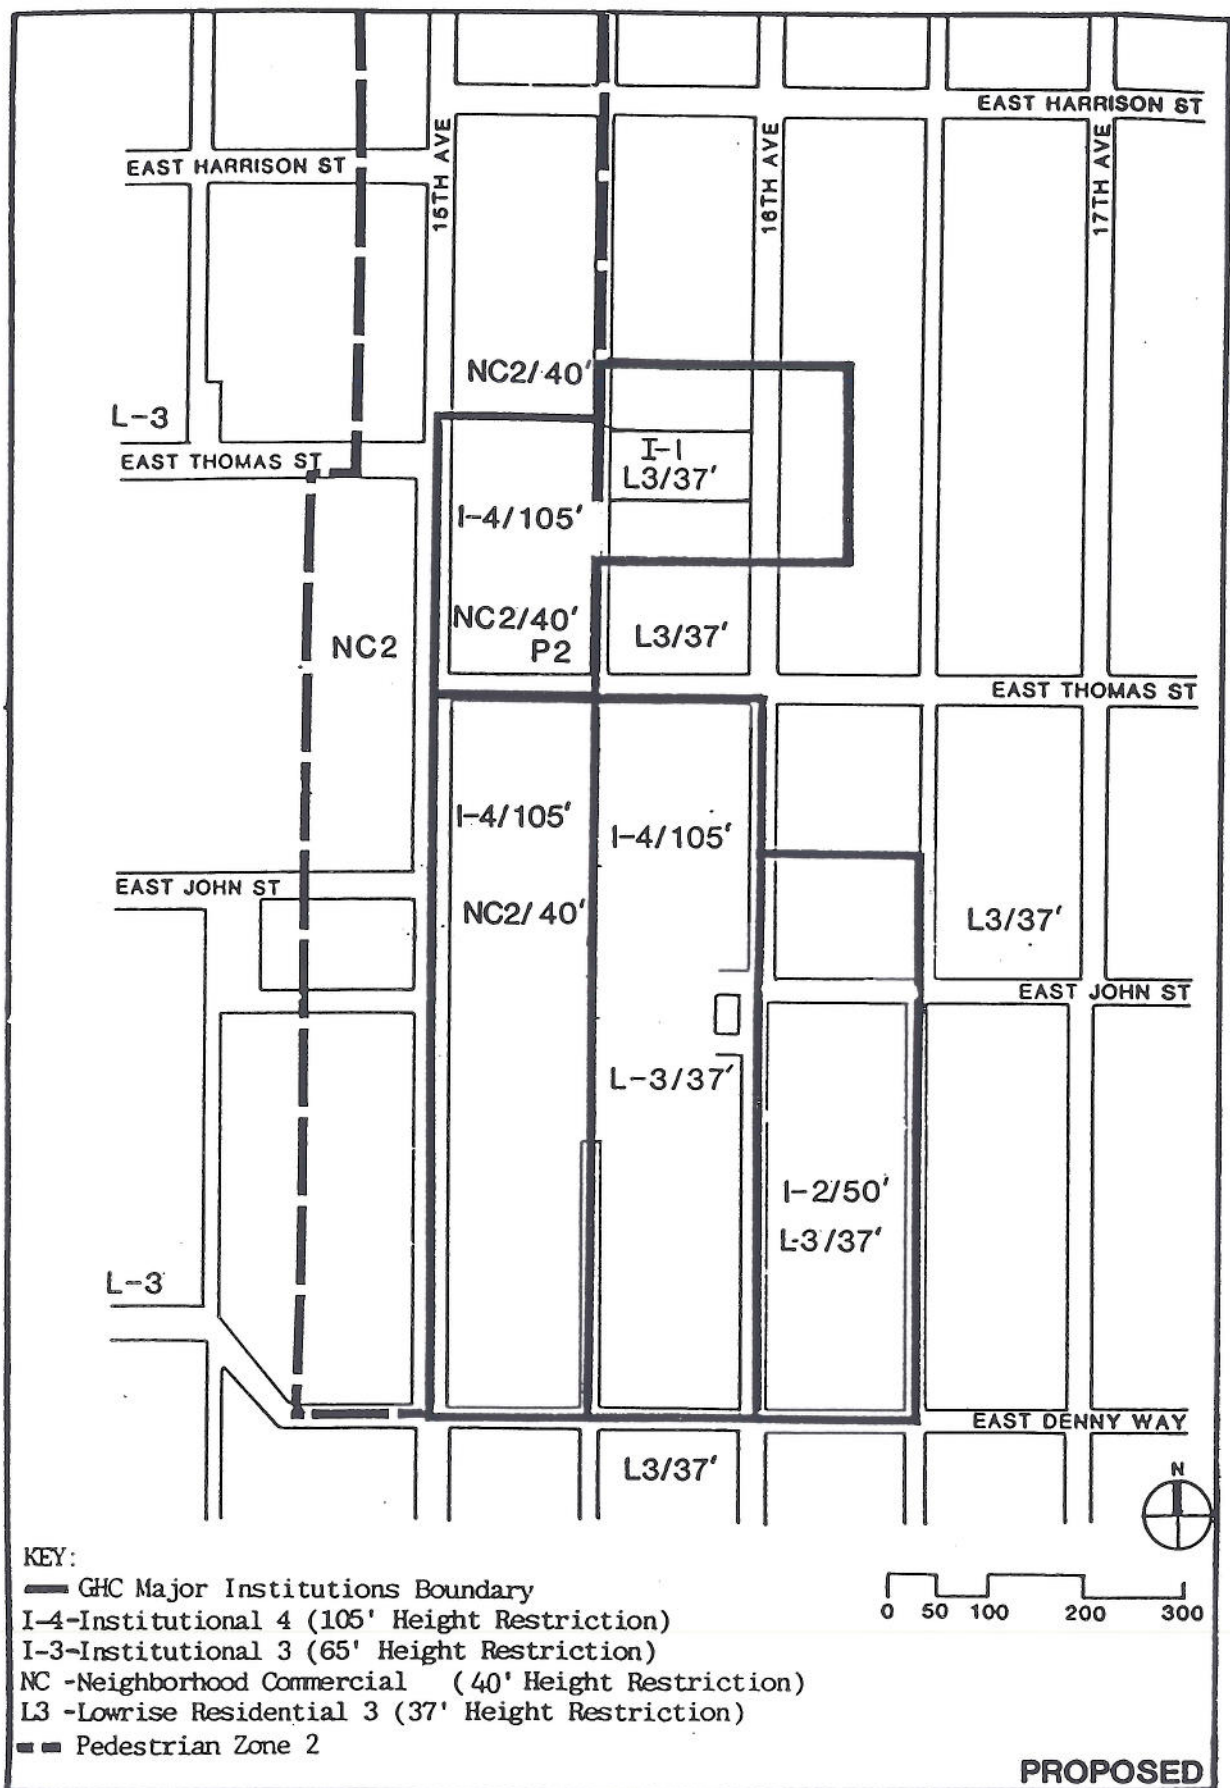 EAST HARRISON ST
EAST HARRISON ST
15TH AVE
16TH AVE
17TH AVE
NC2/40'
L-3
I-1
L3/37'
EAST THOMAS ST
I-4/105'
NC2/40'
P2
L3/37'
NC2
EAST THOMAS ST
I-4/105'
I-4/105'
EAST JOHN ST
NC2/40'
L3/37'
EAST JOHN ST
L-3/37'
I-2/50'
L-3/37'
L-3
EAST DENNY WAY
L3/37'
N
KEY:
GHC Major Institutions Boundary
I-4-Institutional 4 (105' Height Restriction)
I-3-Institutional 3 (65' Height Restriction)
NC -Neighborhood Commercial (40' Height Restriction)
L3 -Lowrise Residential 3 (37' Height Restriction)
Pedestrian Zone 2
0 50 100 200 300
PROPOSED